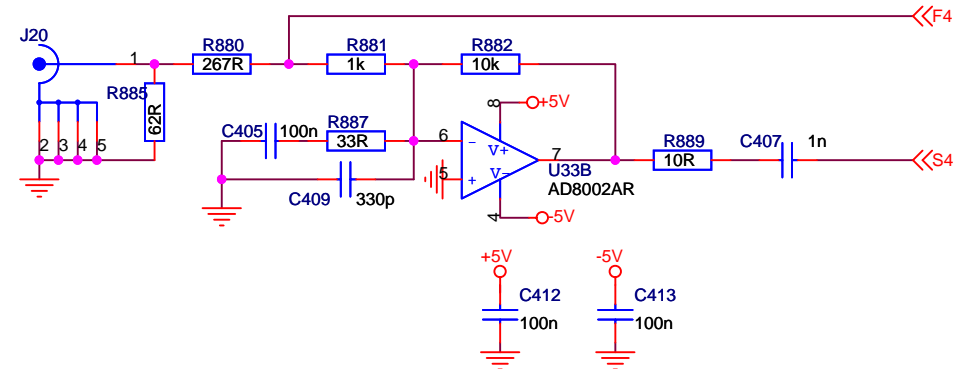 F4
J20
1
R880
267R
R881
1k
R882
10k
R885
62R
2
3
4
5
C405
100n
R887
33R
C409
330p
6
5
8
+5V
-
+
V+
V-
7
U33B
AD8002AR
4
-5V
R889
10R
C407
1n
S4
+5V
C412
100n
-5V
C413
100n